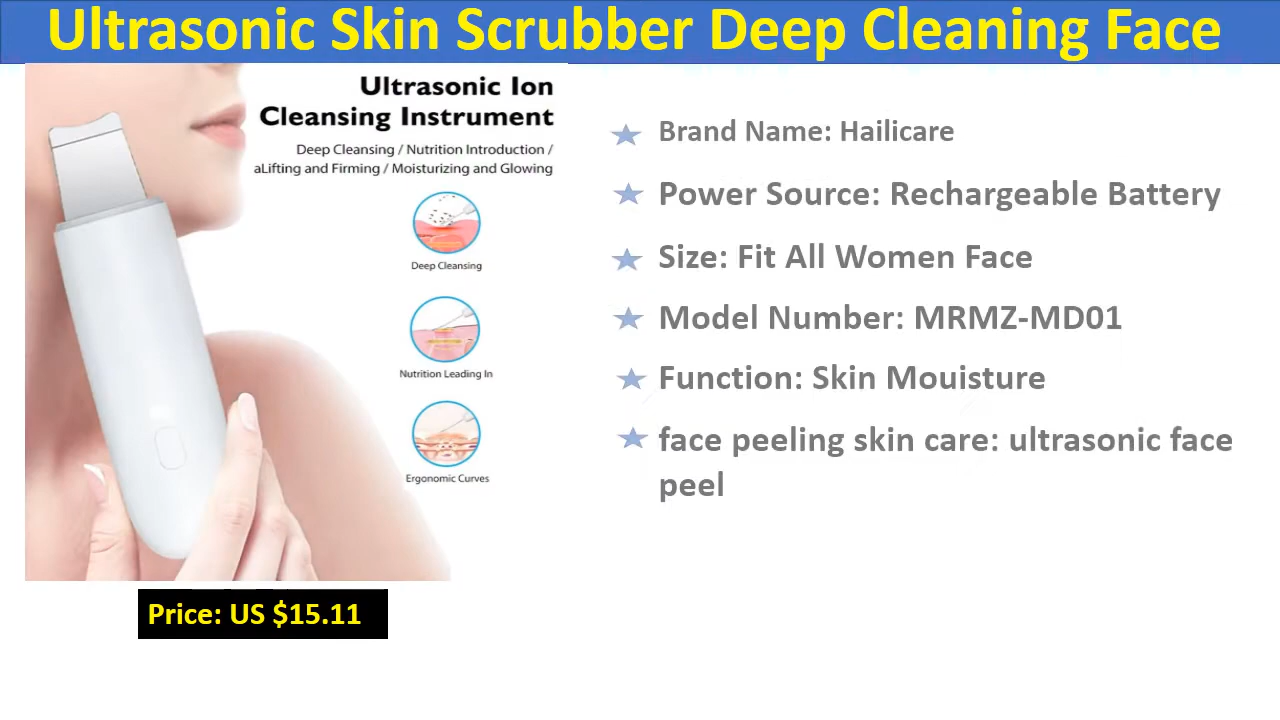 Ultrasonic Skin Scrubber Deep Cleaning Face
Ultrasonic Ion
Cleansing Instrument
Deep Cleansing / Nutrition Introduction /
aLifting and Firming / Moisturizing and Glowing
Deep Cleansing
Nutrition Leading In
Ergonomic Curves
Price: US $15.11
Brand Name: Hailicare
Power Source: Rechargeable Battery
Size: Fit All Women Face
Model Number: MRMZ-MD01
Function: Skin Mouisture
face peeling skin care: ultrasonic face
peel